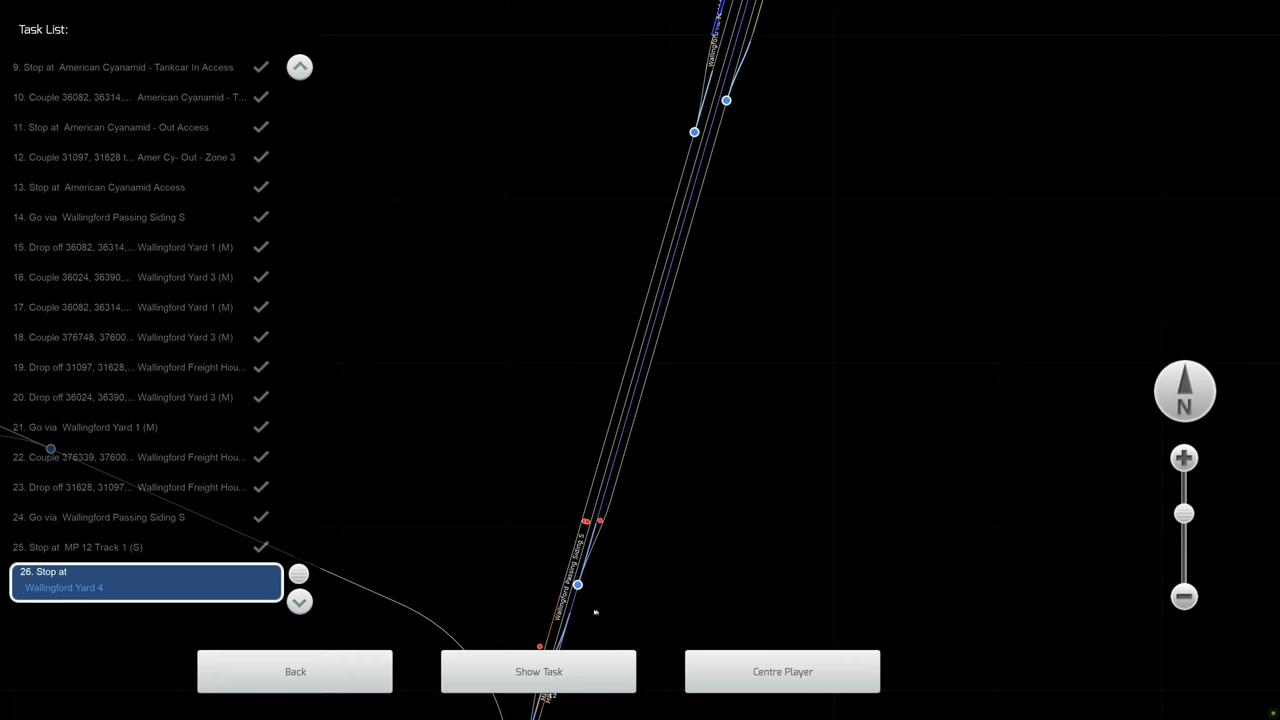 Task List:
9. Stop at American Cyanamid - Tankcar In Access
10. Couple 36082, 36314,... American Cyanamid - T...
11. Stop at American Cyanamid - Out Access
12. Couple 31097, 31628 t... Amer Cy- Out - Zone 3
13. Stop at American Cyanamid Access
14. Go via Wallingford Passing Siding S
15. Drop off 36082, 36314,... Wallingford Yard 1 (M)
16. Couple 36024, 36390,... Wallingford Yard 3 (M)
17. Couple 36082, 36314,... Wallingford Yard 1 (M)
18. Couple 376748, 37600... Wallingford Yard 3 (M)
19. Drop off 31097, 31628,... Wallingford Freight Hou...
20. Drop off 36024, 36390,... Wallingford Yard 3 (M)
21. Go via Wallingford Yard 1 (M)
22. Couple 376339, 37600... Wallingford Freight Hou...
23. Drop off 31628, 31097... Wallingford Freight Hou...
24. Go via Wallingford Passing Siding S
25. Stop at MP 12 Track 1 (S)
26. Stop at
Wallingford Yard 4
Wallingford
Wallingford Passing Siding S
N
Back
Show Task
Centre Player